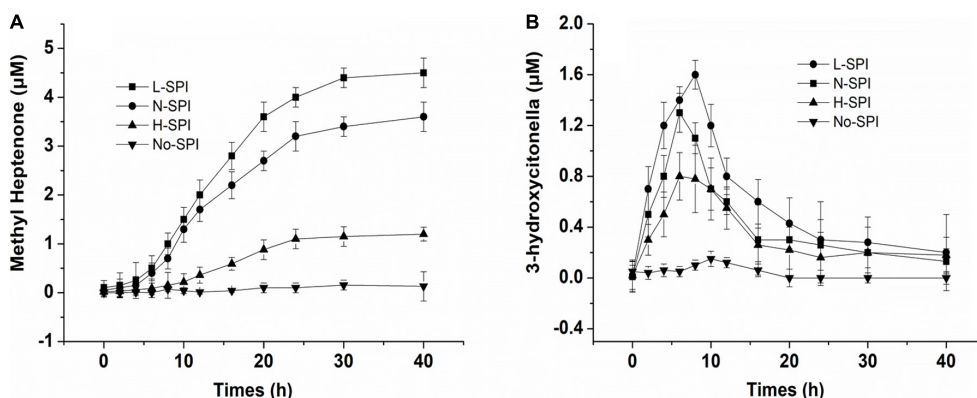 A
Methyl Heptenone (µM)
5
4
3
2
1
0
-1
L-SPI
N-SPI
H-SPI
No-SPI
0
10
20
30
40
Times (h)
B
3-hydroxycitonella (µM)
2.0
1.6
1.2
0.8
0.4
0.0
-0.4
L-SPI
N-SPI
H-SPI
No-SPI
0
10
20
30
40
Times (h)